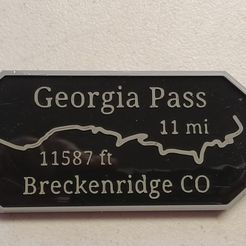 Georgia Pass
11 mi
11587 ft
Breckenridge CO